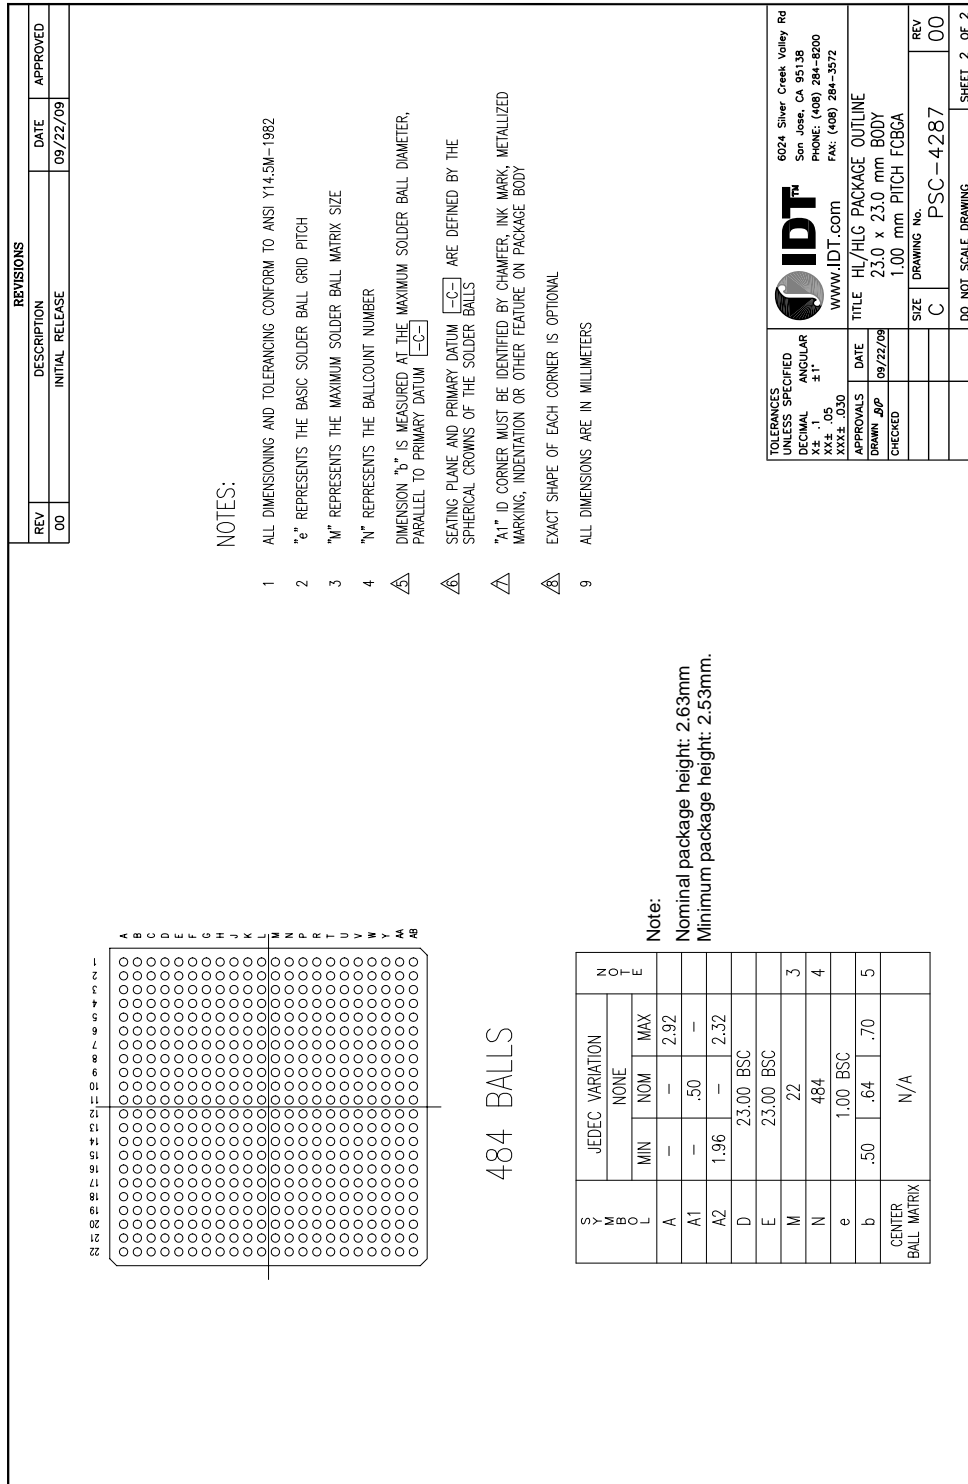 REVISIONS
REV DESCRIPTION DATE APPROVED
00 INITIAL RELEASE 09/22/09
1 2 3 4 5 6 7 8 9 10 11 12 13 14 15 16 17 18 19 20 21 22
A
B
C
D
E
F
G
H
J
K
L
M
N
P
R
T
U
V
W
Y
AA
AB
484 BALLS
NOTES:
1 ALL DIMENSIONING AND TOLERANCING CONFORM TO ANSI Y14.5M-1982
2 "e" REPRESENTS THE BASIC SOLDER BALL GRID PITCH
3 "M" REPRESENTS THE MAXIMUM SOLDER BALL MATRIX SIZE
4 "N" REPRESENTS THE BALLCOUNT NUMBER
5 DIMENSION "b" IS MEASURED AT THE MAXIMUM SOLDER BALL DIAMETER,
PARALLEL TO PRIMARY DATUM -C-
6 SEATING PLANE AND PRIMARY DATUM -C- ARE DEFINED BY THE
SPHERICAL CROWNS OF THE SOLDER BALLS
7 "A1" ID CORNER MUST BE IDENTIFIED BY CHAMFER, INK MARK, METALLIZED
MARKING, INDENTATION OR OTHER FEATURE ON PACKAGE BODY
8 EXACT SHAPE OF EACH CORNER IS OPTIONAL
9 ALL DIMENSIONS ARE IN MILLIMETERS
SYMBOL JEDEC VARIATION NOTE
NONE
MIN NOM MAX
A - - 2.92
A1 - .50 -
A2 1.96 - 2.32
D 23.00 BSC
E 23.00 BSC
M 22 3
N 484 4
e 1.00 BSC
b .50 .64 .70 5
CENTER
BALL MATRIX N/A
Note:
Nominal package height: 2.63mm
Minimum package height: 2.53mm.
TOLERANCES
UNLESS SPECIFIED
DECIMAL ANGULAR
X± .1 ±1°
XX± .05
XXX± .030
APPROVALS DATE
DRAWN 09/22/09
CHECKED
IDT™
www.IDT.com
6024 Silver Creek Valley Rd
San Jose, CA 95138
PHONE: (408) 284-8200
FAX: (408) 284-3572
TITLE HL/HLG PACKAGE OUTLINE
23.0 x 23.0 mm BODY
1.00 mm PITCH FCBGA
SIZE DRAWING No. REV
C PSC-4287 00
DO NOT SCALE DRAWING SHEET 2 OF 2